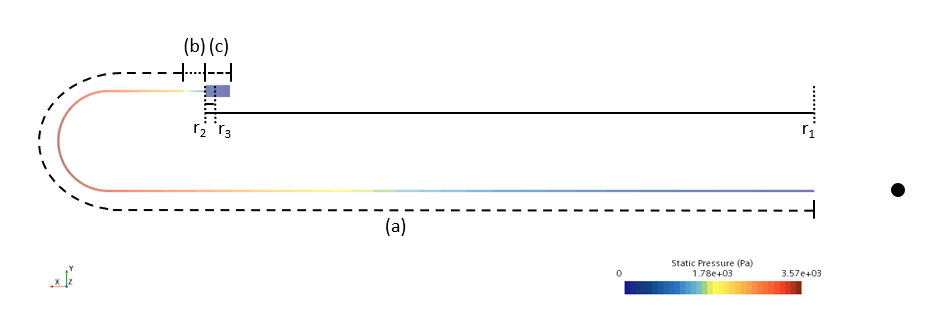 (b) (c)
r2 r3 r1
(a)
Y
X Z
Static Pressure (Pa)
0 1.78e+03 3.57e+03